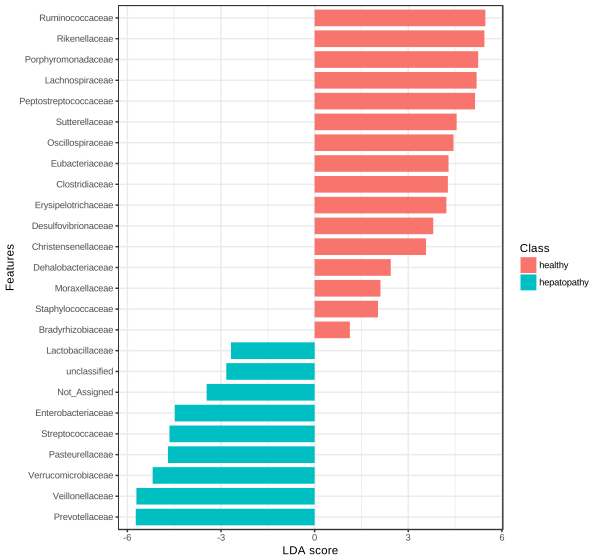 Ruminococcaceae
Rikenellaceae
Porphyromonadaceae
Lachnospiraceae
Peptostreptococcaceae
Sutterellaceae
Oscillospiraceae
Eubacteriaceae
Clostridiaceae
Erysipelotrichaceae
Desulfovibrionaceae
Christensenellaceae
Dehalobacteriaceae
Moraxellaceae
Staphylococcaceae
Bradyrhizobiaceae
Lactobacillaceae
unclassified
Not_Assigned
Enterobacteriaceae
Streptococcaceae
Pasteurellaceae
Verrucomicrobiaceae
Veillonellaceae
Prevotellaceae
Features
-6 -3 0 3 6
LDA score
Class
healthy
hepatopathy